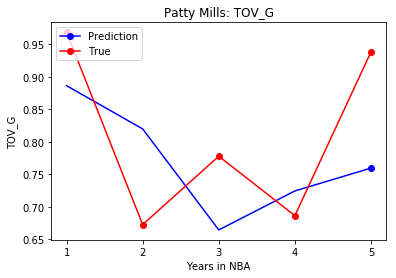 Patty Mills: TOV_G
Prediction
True
0.95
0.90
0.85
0.80
0.75
0.70
0.65
TOV_G
1 2 3 4 5
Years in NBA